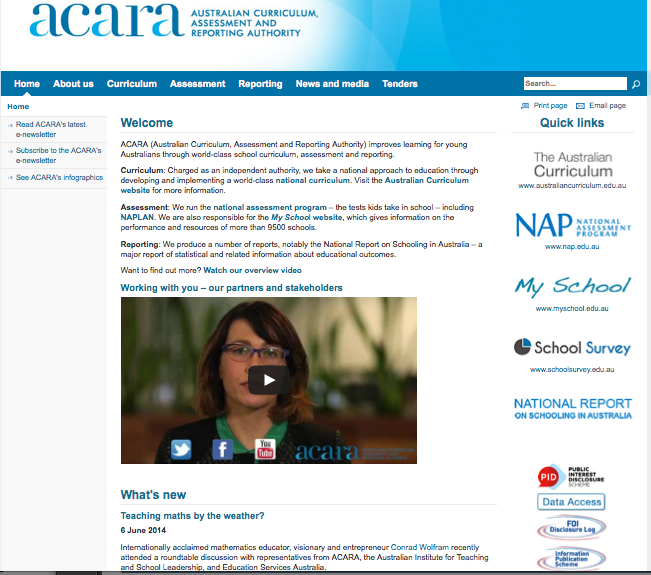 acara
AUSTRALIAN CURRICULUM,
ASSESSMENT AND
REPORTING AUTHORITY
Home About us Curriculum Assessment Reporting News and media Tenders
Search...
Home
Print page Email page
Read ACARA's latest
e-newsletter
Subscribe to the ACARA's
e-newsletter
See ACARA's infographics
Welcome
ACARA (Australian Curriculum, Assessment and Reporting Authority) improves learning for young
Australians through world-class school curriculum, assessment and reporting.
Curriculum: Charged as an independent authority, we take a national approach to education through
developing and implementing a world-class national curriculum. Visit the Australian Curriculum
website for more information.
Assessment: We run the national assessment program – the tests kids take in school – including
NAPLAN. We are also responsible for the My School website, which gives information on the
performance and resources of more than 9500 schools.
Reporting: We produce a number of reports, notably the National Report on Schooling in Australia – a
major report of statistical and related information about educational outcomes.
Want to find out more? Watch our overview video
Working with you – our partners and stakeholders
You
Tube
acara
What's new
Teaching maths by the weather?
6 June 2014
Internationally acclaimed mathematics educator, visionary and entrepreneur Conrad Wolfram recently
attended a roundtable discussion with representatives from ACARA, the Australian Institute for Teaching
and School Leadership, and Education Services Australia.
Quick links
The Australian
Curriculum
www.australiancurriculum.edu.au
NAP NATIONAL
ASSESSMENT
PROGRAM
www.nap.edu.au
My School
www.myschool.edu.au
School Survey
www.schoolsurvey.edu.au
NATIONAL REPORT
ON SCHOOLING IN AUSTRALIA
PID PUBLIC
INTEREST
DISCLOSURE
SCHEME
Data Access
FOI
Disclosure Log
Information
Publication
Scheme